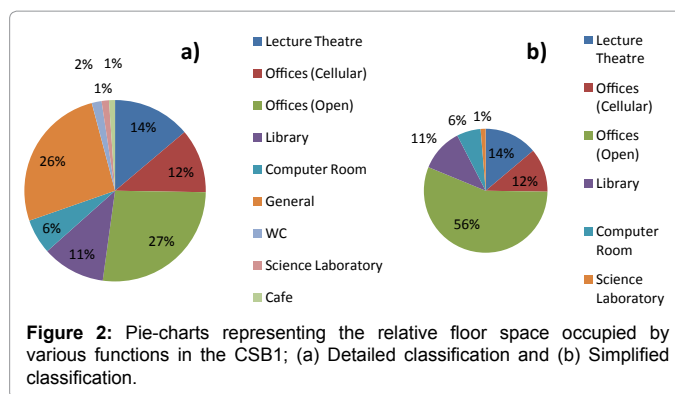 a)
2%
1%
1%
14%
12%
27%
11%
6%
26%
Lecture Theatre
Offices (Cellular)
Offices (Open)
Library
Computer Room
General
WC
Science Laboratory
Cafe
b)
11%
6%
1%
14%
12%
56%
Lecture
Theatre
Offices
(Cellular)
Offices
(Open)
Library
Computer
Room
Science
Laboratory
Figure 2: Pie-charts representing the relative floor space occupied by
various functions in the CSB1; (a) Detailed classification and (b) Simplified
classification.